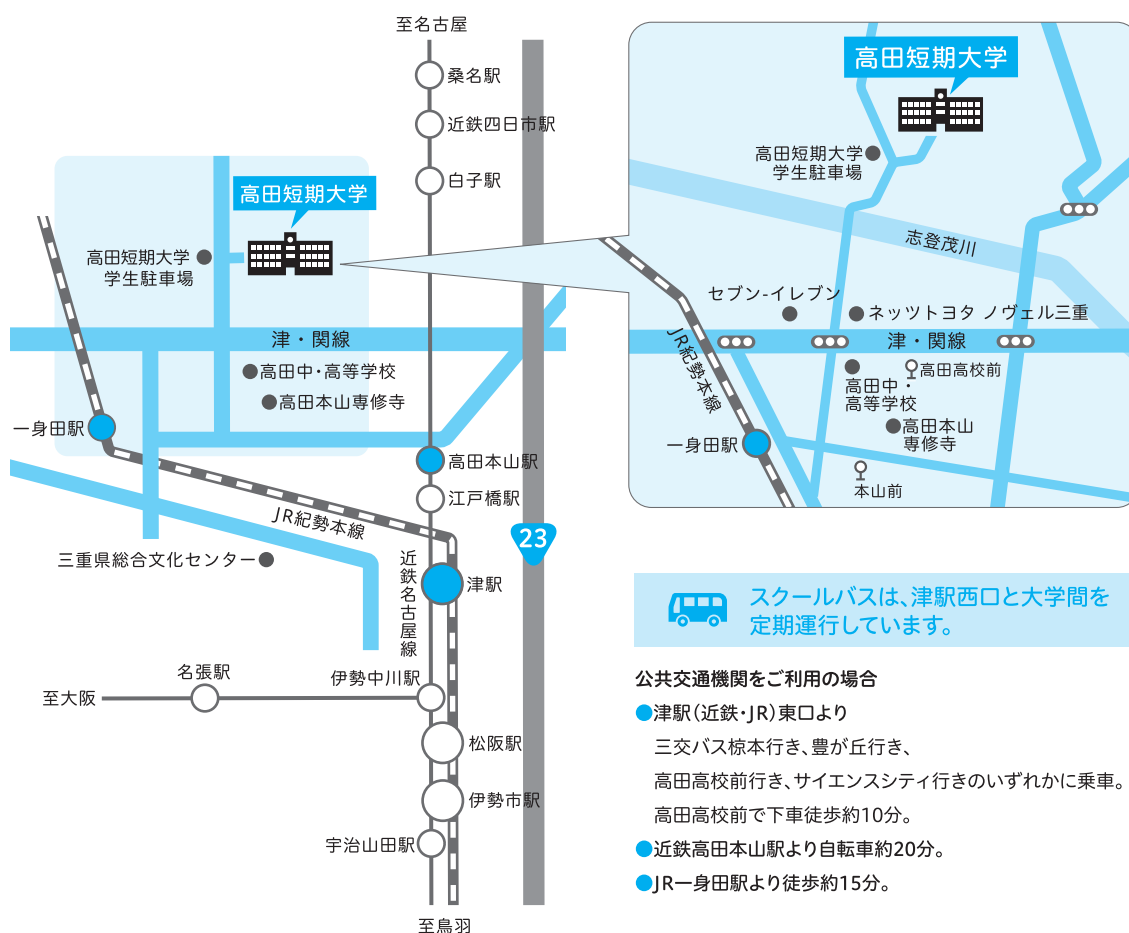 至名古屋
桑名駅
近鉄四日市駅
白子駅
高田短期大学
高田短期大学
学生駐車場
津・関線
高田中・高等学校
高田本山専修寺
一身田駅
高田本山駅
江戸橋駅
JR紀勢本線
23
三重県総合文化センター
近鉄名古屋線
津駅
名張駅
伊勢中川駅
至大阪
松阪駅
伊勢市駅
宇治山田駅
至鳥羽
高田短期大学
高田短期大学
学生駐車場
志登茂川
セブン-イレブン
ネッツトヨタ ノヴェル三重
津・関線
JR紀勢本線
高田高校前
高田中・
高等学校
高田本山
専修寺
一身田駅
本山前
スクールバスは、津駅西口と大学間を
定期運行しています。
公共交通機関をご利用の場合
●津駅(近鉄・JR)東口より
三交バス椋本行き、豊が丘行き、
高田高校前行き、サイエンスシティ行きのいずれかに乗車。
高田高校前で下車徒歩約10分。
●近鉄高田本山駅より自転車約20分。
●JR一身田駅より徒歩約15分。